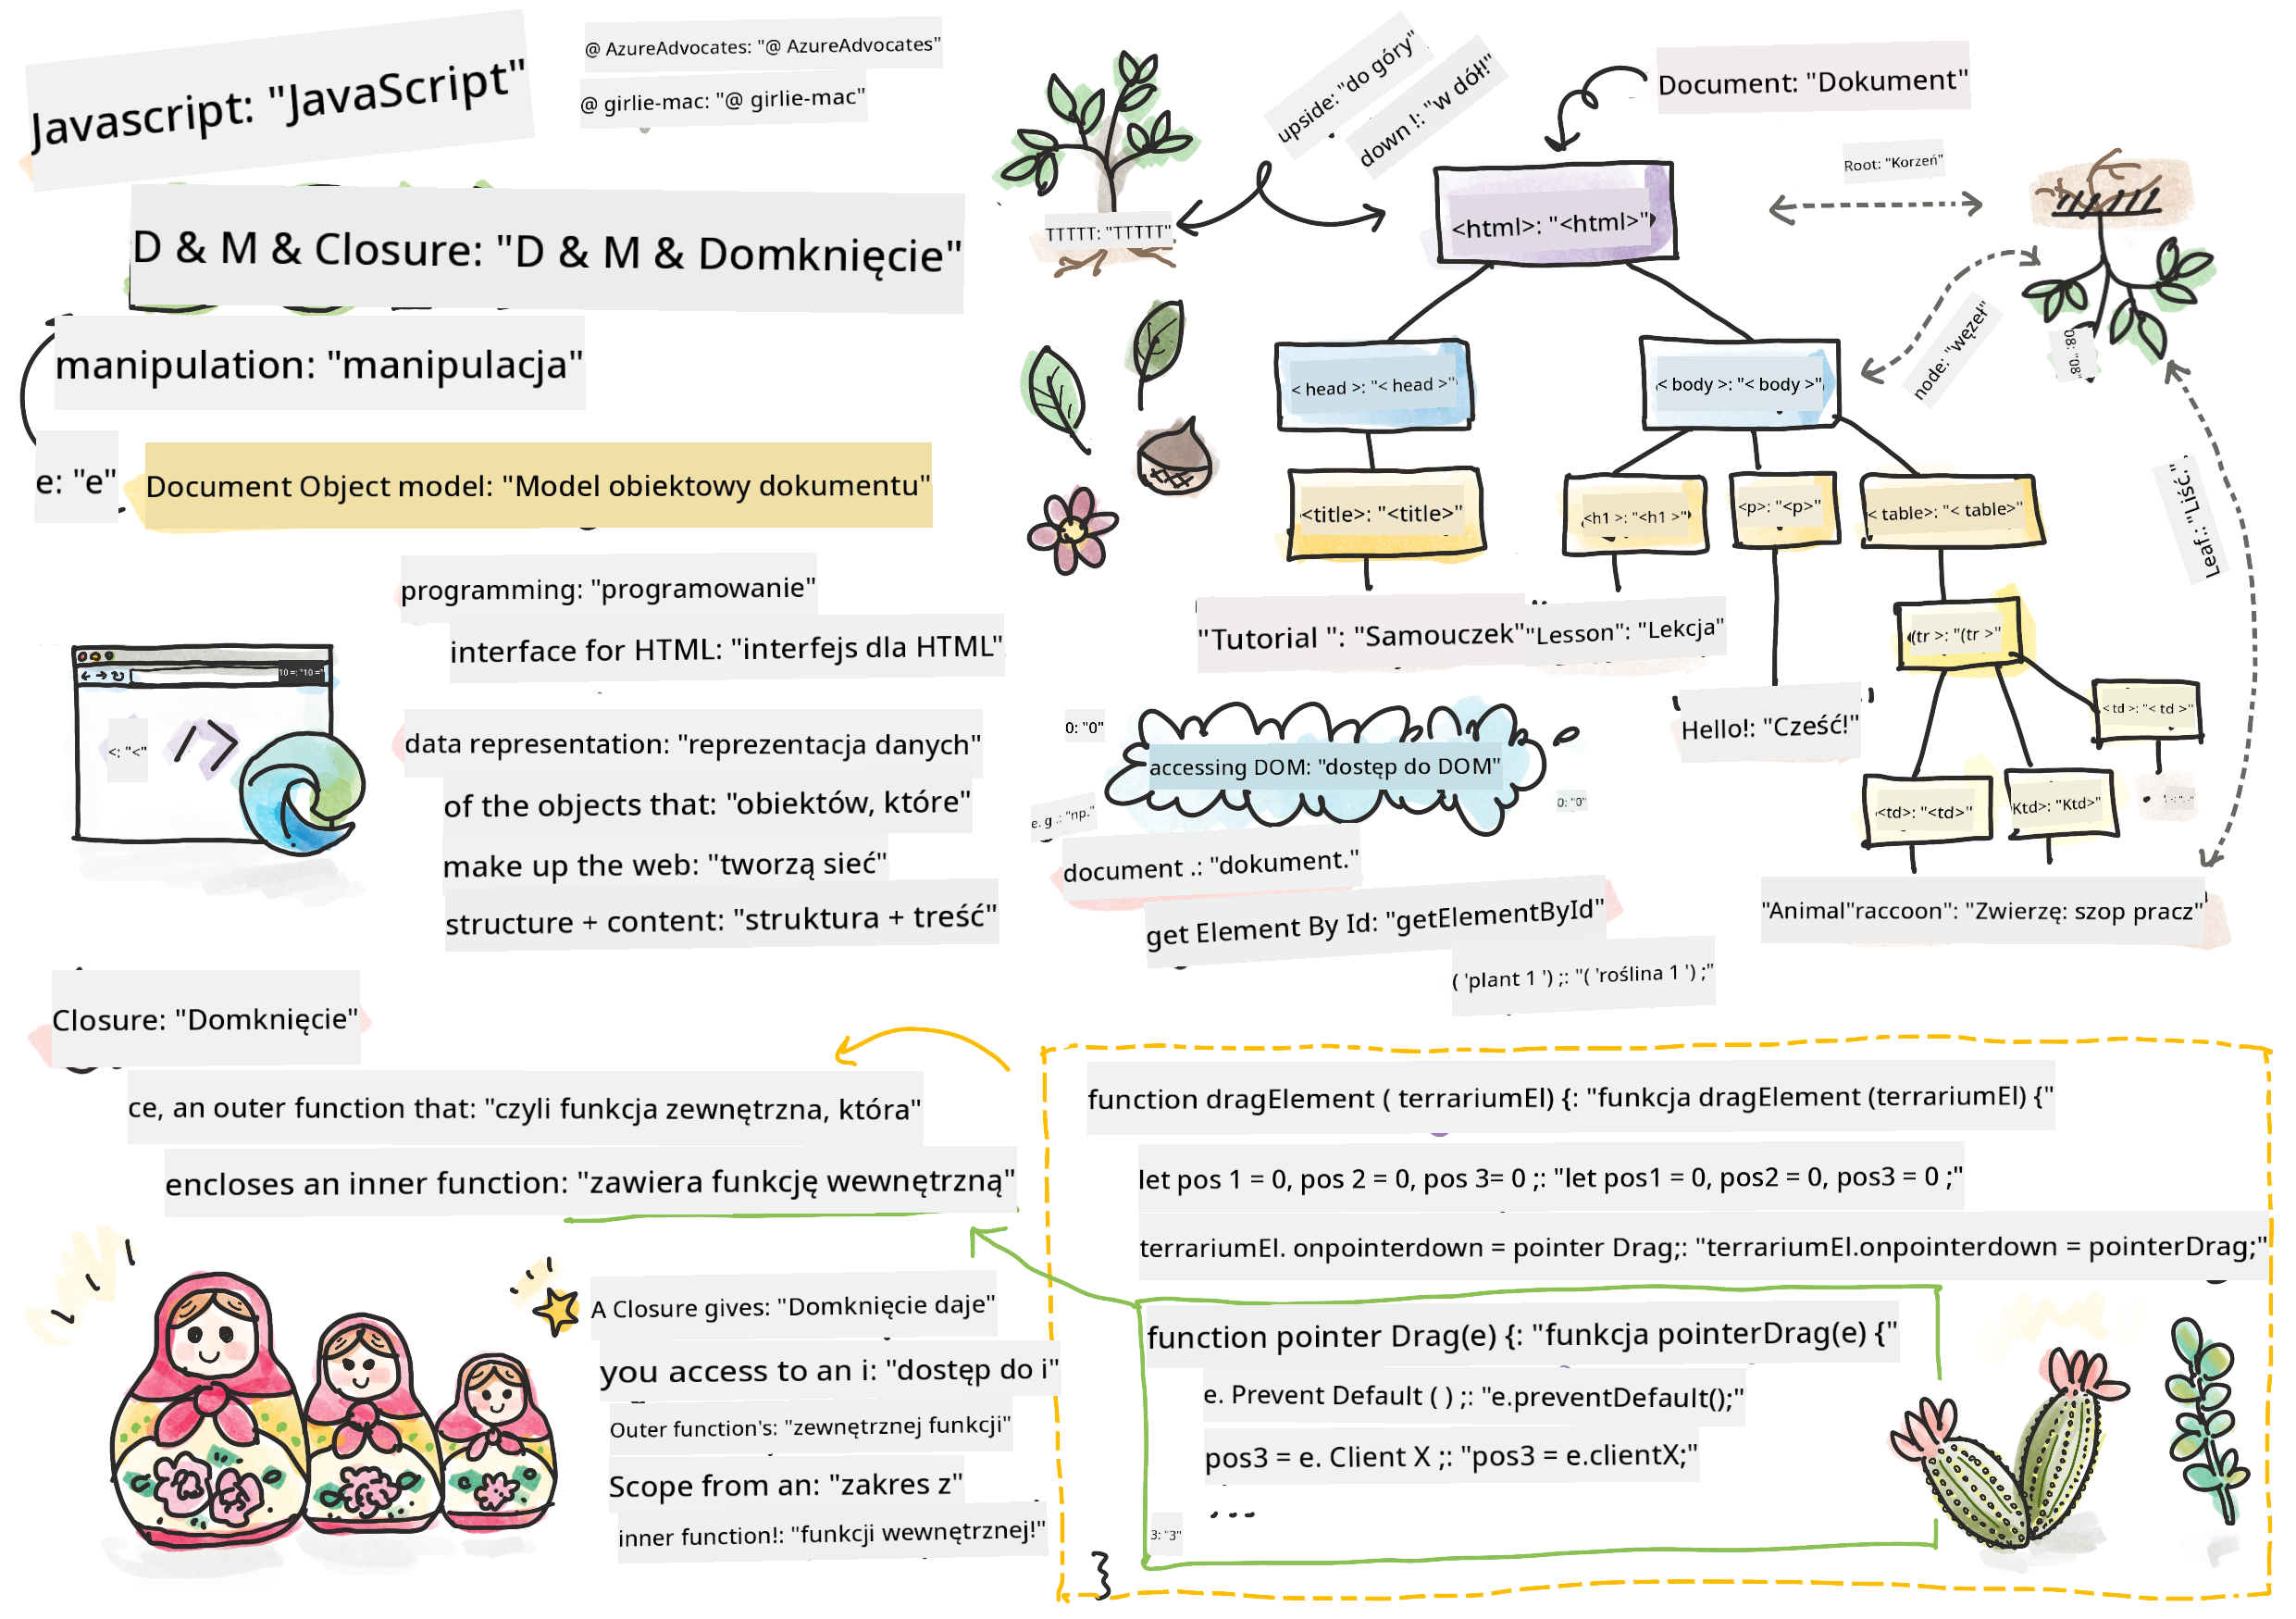 Javascript: "JavaScript"
@ AzureAdvocates: "@ AzureAdvocates"
@ girlie-mac: "@ girlie-mac"
D & M & Closure: "D & M & Domknięcie"
manipulation: "manipulacja"
e: "e"
Document Object model: "Model obiektowy dokumentu"
programming: "programowanie"
interface for HTML: "interfejs dla HTML"
10 =: "10 ="
<: "<"
/>
data representation: "reprezentacja danych"
of the objects that: "obiektów, które"
make up the web: "tworzą sieć"
structure + content: "struktura + treść"
upside: "do góry"
down !: "w dół!"
Document: "Dokument"
TTTTT: "TTTTT"
<html>: "<html>"
Root: "Korzeń"
node: "węzeł"
08: "08"
< head >: "< head >"
< body >: "< body >"
Leaf.: "Liść."
<title>: "<title>"
<h1 >: "<h1 >"
<p>: "<p>"
< table>: "< table>"
"Tutorial ": "Samouczek"
"Lesson": "Lekcja"
(tr >: "(tr >"
Hello!: "Cześć!"
< td >: "< td >"
<td>: "<td>"
Ktd>: "Ktd>"
"Animal"raccoon": "Zwierzę: szop pracz"
0: "0"
accessing DOM: "dostęp do DOM"
0: "0"
e. g .: "np."
document .: "dokument."
get Element By Id: "getElementById"
( 'plant 1 ') ;: "( 'roślina 1 ') ;"
Closure: "Domknięcie"
ce, an outer function that: "czyli funkcja zewnętrzna, która"
encloses an inner function: "zawiera funkcję wewnętrzną"
A Closure gives: "Domknięcie daje"
you access to an i: "dostęp do i"
Outer function's: "zewnętrznej funkcji"
Scope from an: "zakres z"
inner function!: "funkcji wewnętrznej!"
function dragElement ( terrariumEl) {: "funkcja dragElement (terrariumEl) {"
let pos 1 = 0, pos 2 = 0, pos 3= 0 ;: "let pos1 = 0, pos2 = 0, pos3 = 0 ;"
terrariumEl. onpointerdown = pointer Drag;: "terrariumEl.onpointerdown = pointerDrag;"
function pointer Drag(e) {: "funkcja pointerDrag(e) {"
e. Prevent Default ( ) ;: "e.preventDefault();"
pos3 = e. Client X ;: "pos3 = e.clientX;"
...
3: "3"
}